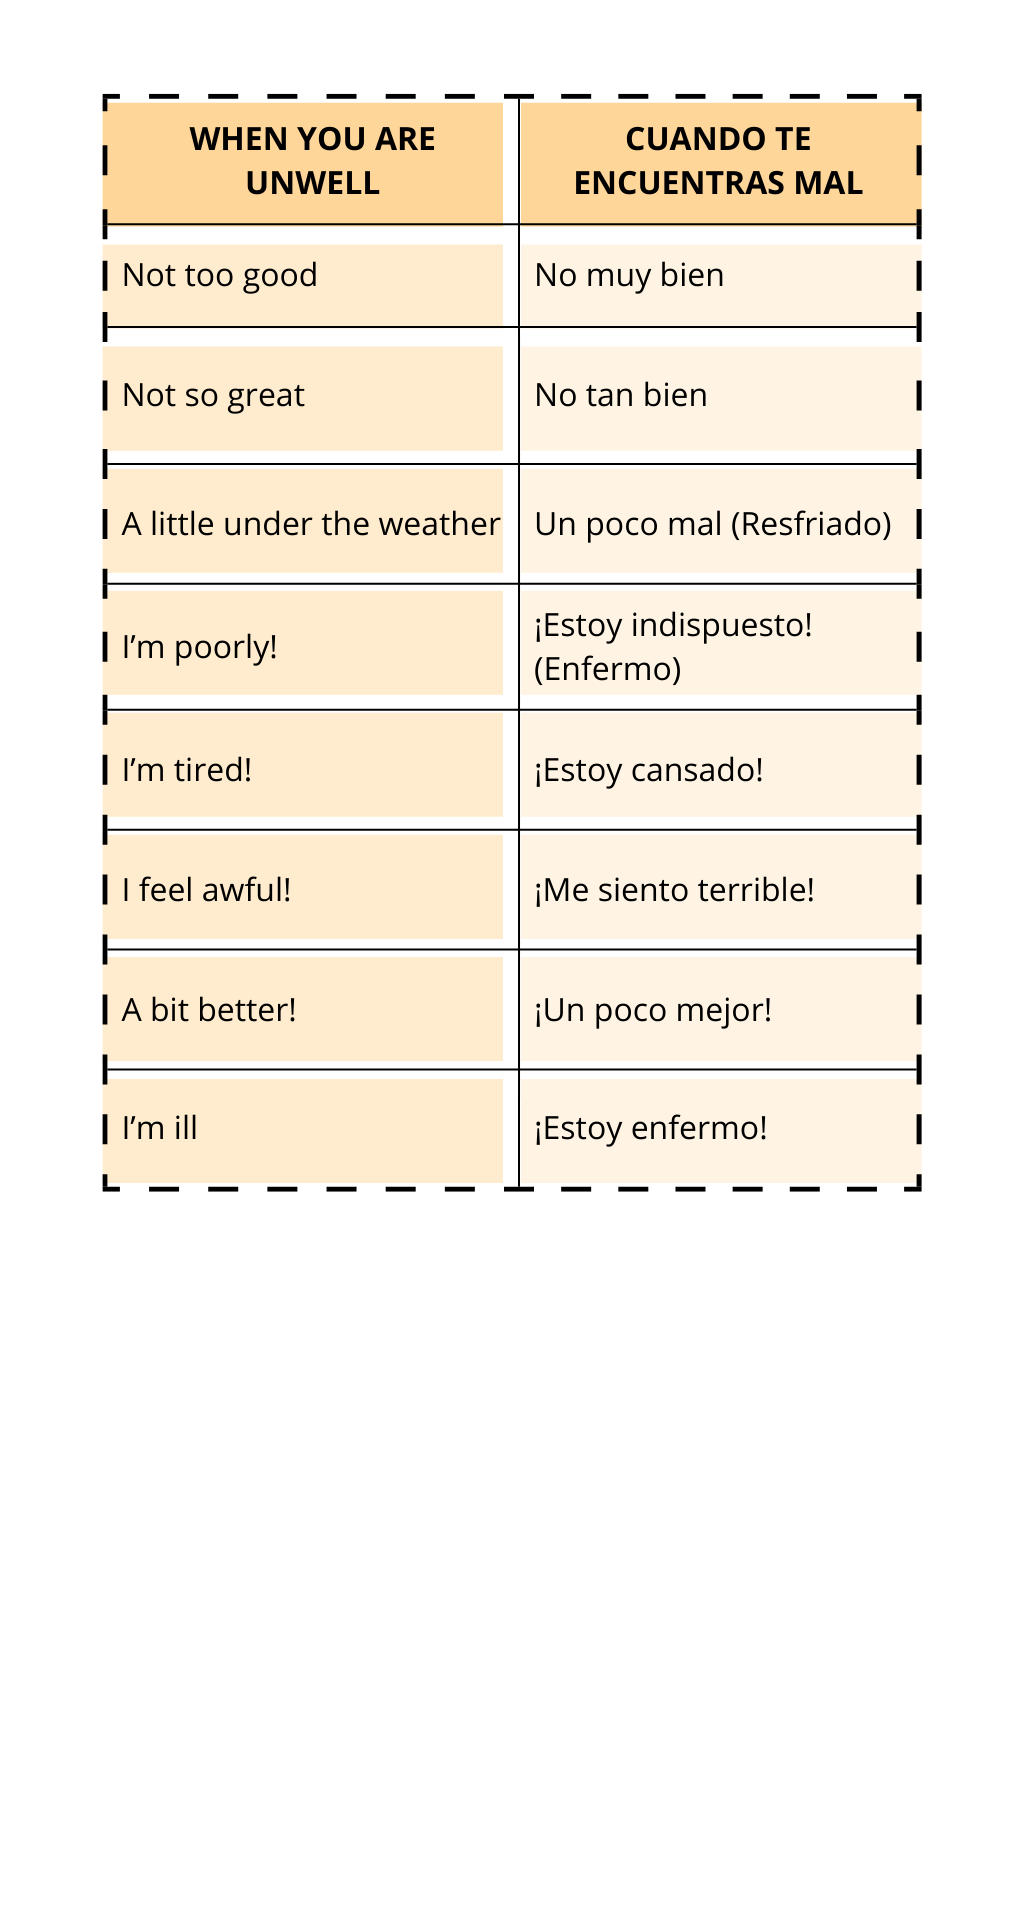 WHEN YOU ARE
UNWELL
CUANDO TE
ENCUENTRAS MAL
Not too good
No muy bien
Not so great
No tan bien
A little under the weather
Un poco mal (Resfriado)
I’m poorly!
¡Estoy indispuesto!
(Enfermo)
I’m tired!
¡Estoy cansado!
I feel awful!
¡Me siento terrible!
A bit better!
¡Un poco mejor!
I’m ill
¡Estoy enfermo!